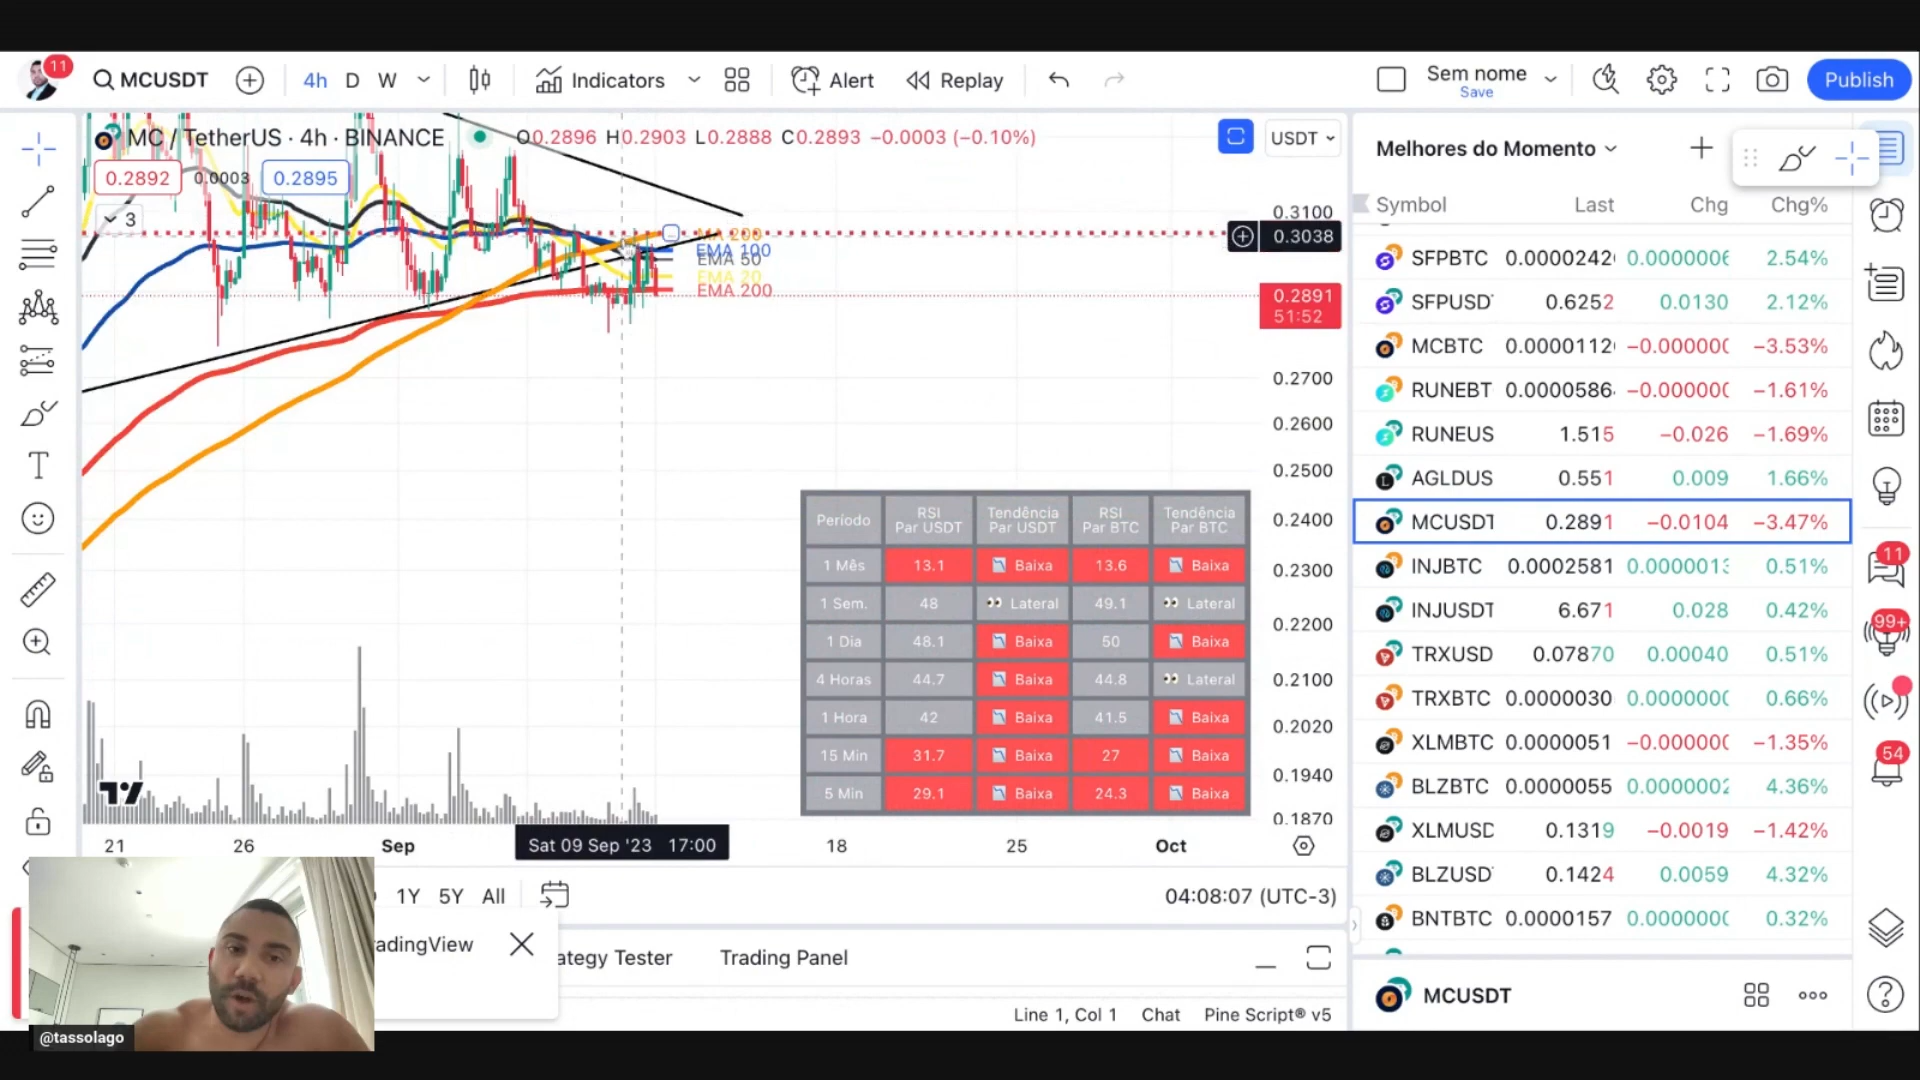 11
MCUSDT
4h D W
Indicators
Alert
Replay
Sem nome
Save
Publish
MC / TetherUS · 4h · BINANCE
O0.2896 H0.2903 L0.2888 C0.2893 −0.0003 (−0.10%)
USDT
0.2892 0.0003 0.2895
3
MA 200
EMA 100
EMA 50
EMA 20
EMA 200
0.3100
0.3038
0.2891
51:52
0.2700
0.2600
0.2500
0.2400
0.2300
0.2200
0.2100
0.2020
0.1940
0.1870
Período RSI Par USDT Tendência Par USDT RSI Par BTC Tendência Par BTC
1 Mês 13.1 Baixa 13.6 Baixa
1 Sem. 48 Lateral 49.1 Lateral
1 Dia 48.1 Baixa 50 Baixa
4 Horas 44.7 Baixa 44.8 Lateral
1 Hora 42 Baixa 41.5 Baixa
15 Min 31.7 Baixa 27 Baixa
5 Min 29.1 Baixa 24.3 Baixa
21 26 Sep Sat 09 Sep '23 17:00 18 25 Oct
1Y 5Y All
04:08:07 (UTC-3)
adingView
ategy Tester
Trading Panel
Line 1, Col 1 Chat Pine Script® v5
@tassolago
Melhores do Momento
Symbol Last Chg Chg%
SFPBTC 0.0000242 0.0000006 2.54%
SFPUSD 0.6252 0.0130 2.12%
MCBTC 0.0000112 −0.000000 −3.53%
RUNEBT 0.0000586 −0.000000 −1.61%
RUNEUS 1.515 −0.026 −1.69%
AGLDUS 0.551 0.009 1.66%
MCUSDT 0.2891 −0.0104 −3.47%
INJBTC 0.0002581 0.0000013 0.51%
INJUSDT 6.671 0.028 0.42%
TRXUSD 0.07870 0.00040 0.51%
TRXBTC 0.0000030 0.0000000 0.66%
XLMBTC 0.0000051 −0.000000 −1.35%
BLZBTC 0.0000055 0.0000002 4.36%
XLMUSD 0.1319 −0.0019 −1.42%
BLZUSD 0.1424 0.0059 4.32%
BNTBTC 0.0000157 0.0000000 0.32%
MCUSDT
11
99+
54